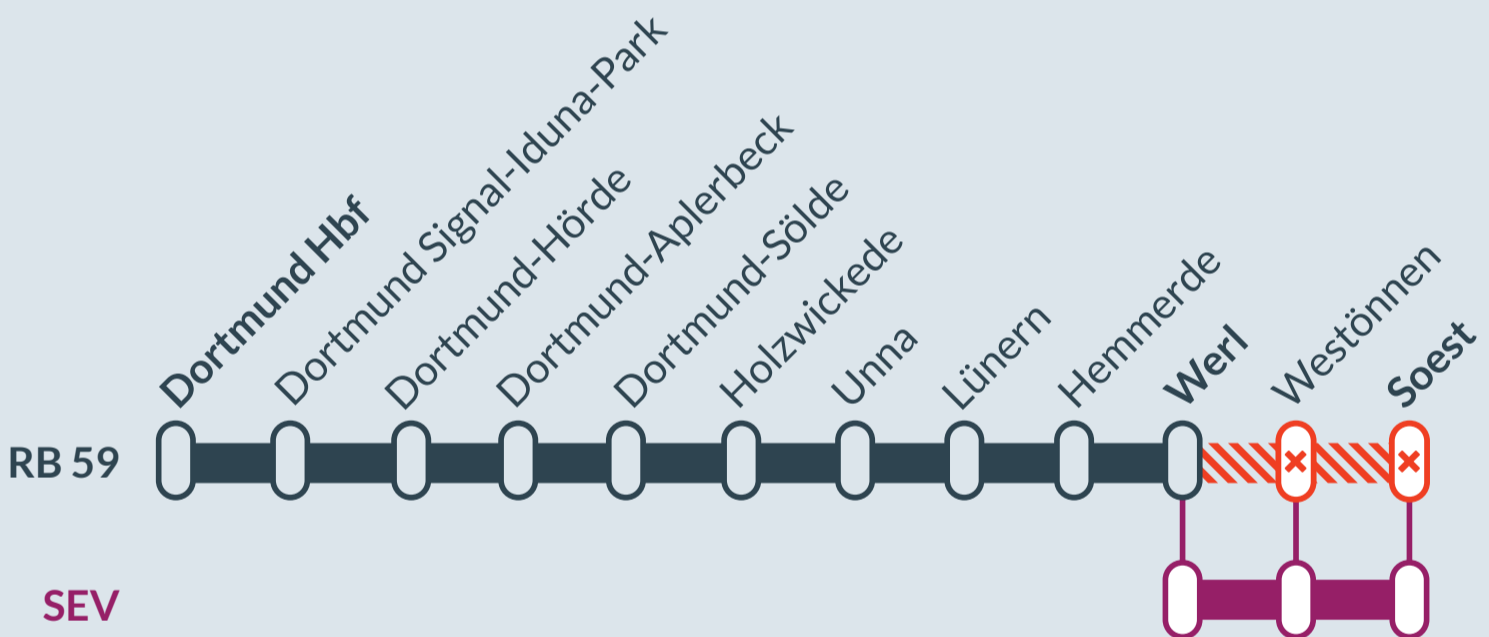 Dortmund Hbf
Dortmund Signal-Iduna-Park
Dortmund-Hörde
Dortmund-Aplerbeck
Dortmund-Sölde
Holzwickede
Unna
Lünern
Hemmerde
Werl
Westönnen
Soest
RB 59
SEV